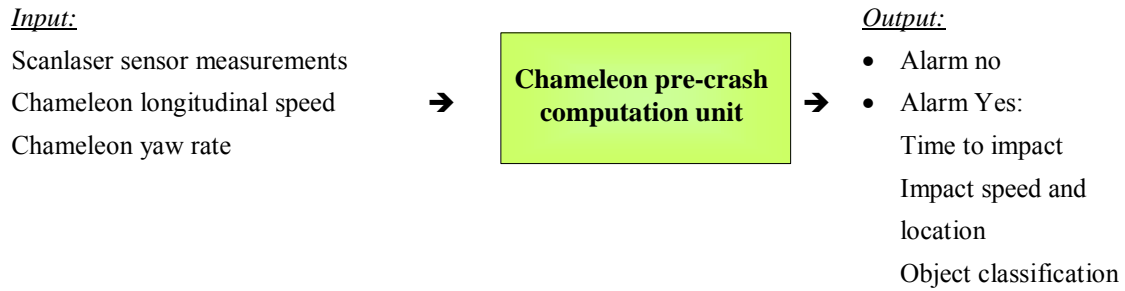 Input:
Scanlaser sensor measurements
Chameleon longitudinal speed
Chameleon yaw rate
➔
Chameleon pre-crash
computation unit
➔
Output:
• Alarm no
• Alarm Yes:
Time to impact
Impact speed and
location
Object classification